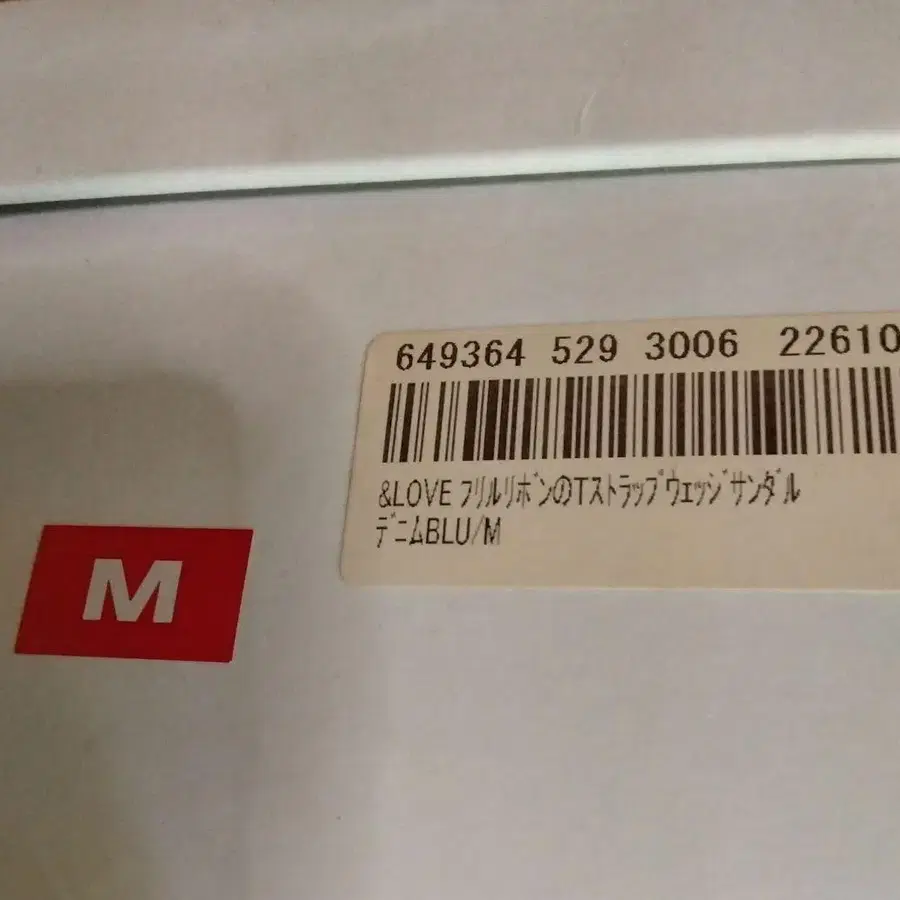 649364 529 3006 22610
&LOVE ﾌﾘﾙﾘﾎﾞﾝのTｽﾄﾗｯﾌﾟｳｪｯｼﾞｻﾝﾀﾞﾙ
ﾃﾞﾆﾑBLU/M
M